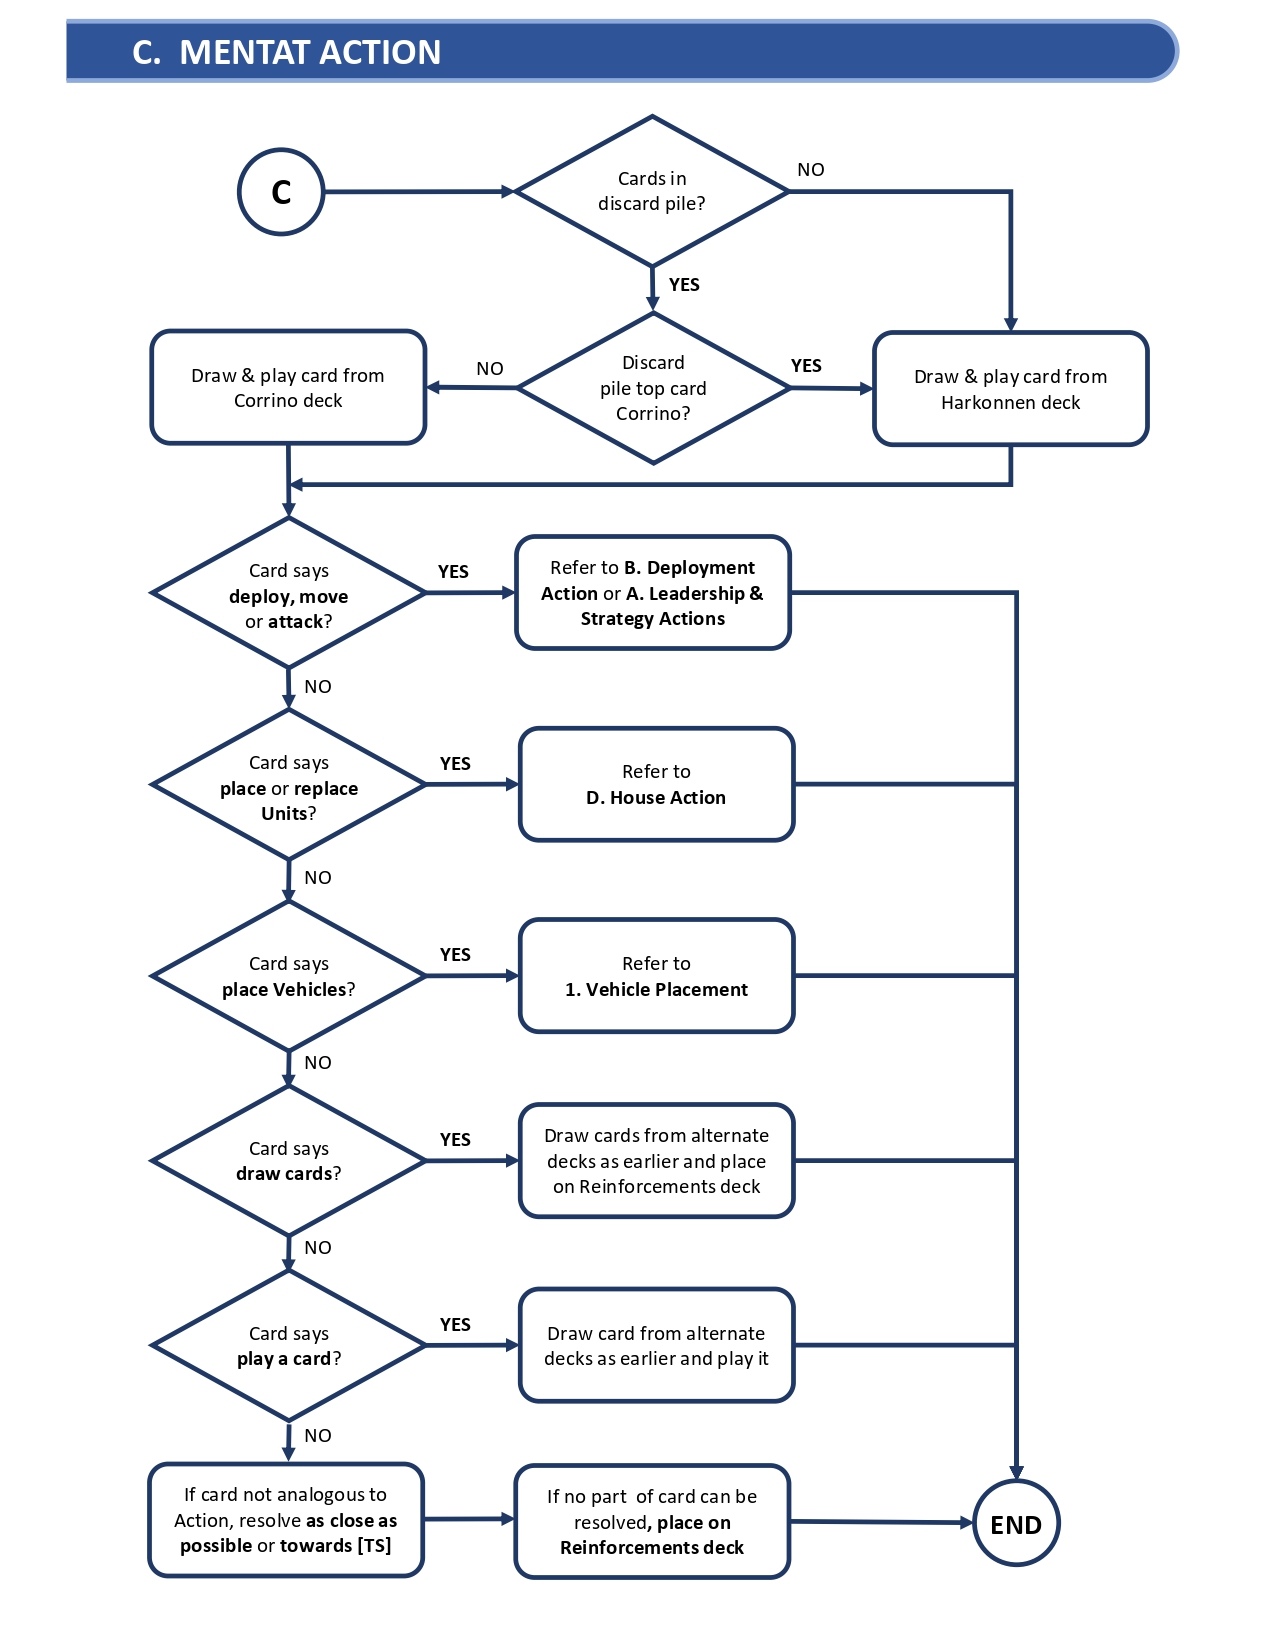 C. MENTAT ACTION
C
Cards in
discard pile?
NO
YES
Draw & play card from
Corrino deck
NO
Discard
pile top card
Corrino?
YES
Draw & play card from
Harkonnen deck
Card says
deploy, move
or attack?
YES
Refer to B. Deployment
Action or A. Leadership &
Strategy Actions
NO
Card says
place or replace
Units?
YES
Refer to
D. House Action
NO
Card says
place Vehicles?
YES
Refer to
1. Vehicle Placement
NO
Card says
draw cards?
YES
Draw cards from alternate
decks as earlier and place
on Reinforcements deck
NO
Card says
play a card?
YES
Draw card from alternate
decks as earlier and play it
NO
If card not analogous to
Action, resolve as close as
possible or towards [TS]
If no part of card can be
resolved, place on
Reinforcements deck
END